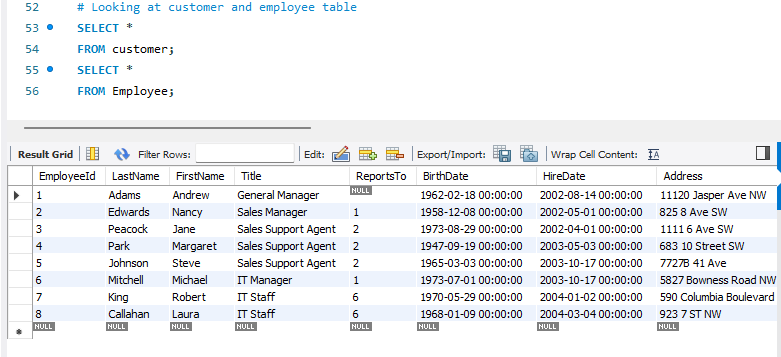 52 # Looking at customer and employee table
53 SELECT *
54 FROM customer;
55 SELECT *
56 FROM Employee;
Result Grid Filter Rows: Edit: Export/Import: Wrap Cell Content: IA
EmployeeId LastName FirstName Title ReportsTo BirthDate HireDate Address
1 Adams Andrew General Manager NULL 1962-02-18 00:00:00 2002-08-14 00:00:00 11120 Jasper Ave NW
2 Edwards Nancy Sales Manager 1 1958-12-08 00:00:00 2002-05-01 00:00:00 825 8 Ave SW
3 Peacock Jane Sales Support Agent 2 1973-08-29 00:00:00 2002-04-01 00:00:00 1111 6 Ave SW
4 Park Margaret Sales Support Agent 2 1947-09-19 00:00:00 2003-05-03 00:00:00 683 10 Street SW
5 Johnson Steve Sales Support Agent 2 1965-03-03 00:00:00 2003-10-17 00:00:00 7727B 41 Ave
6 Mitchell Michael IT Manager 1 1973-07-01 00:00:00 2003-10-17 00:00:00 5827 Bowness Road NW
7 King Robert IT Staff 6 1970-05-29 00:00:00 2004-01-02 00:00:00 590 Columbia Boulevard
8 Callahan Laura IT Staff 6 1968-01-09 00:00:00 2004-03-04 00:00:00 923 7 ST NW
NULL NULL NULL NULL NULL NULL NULL NULL